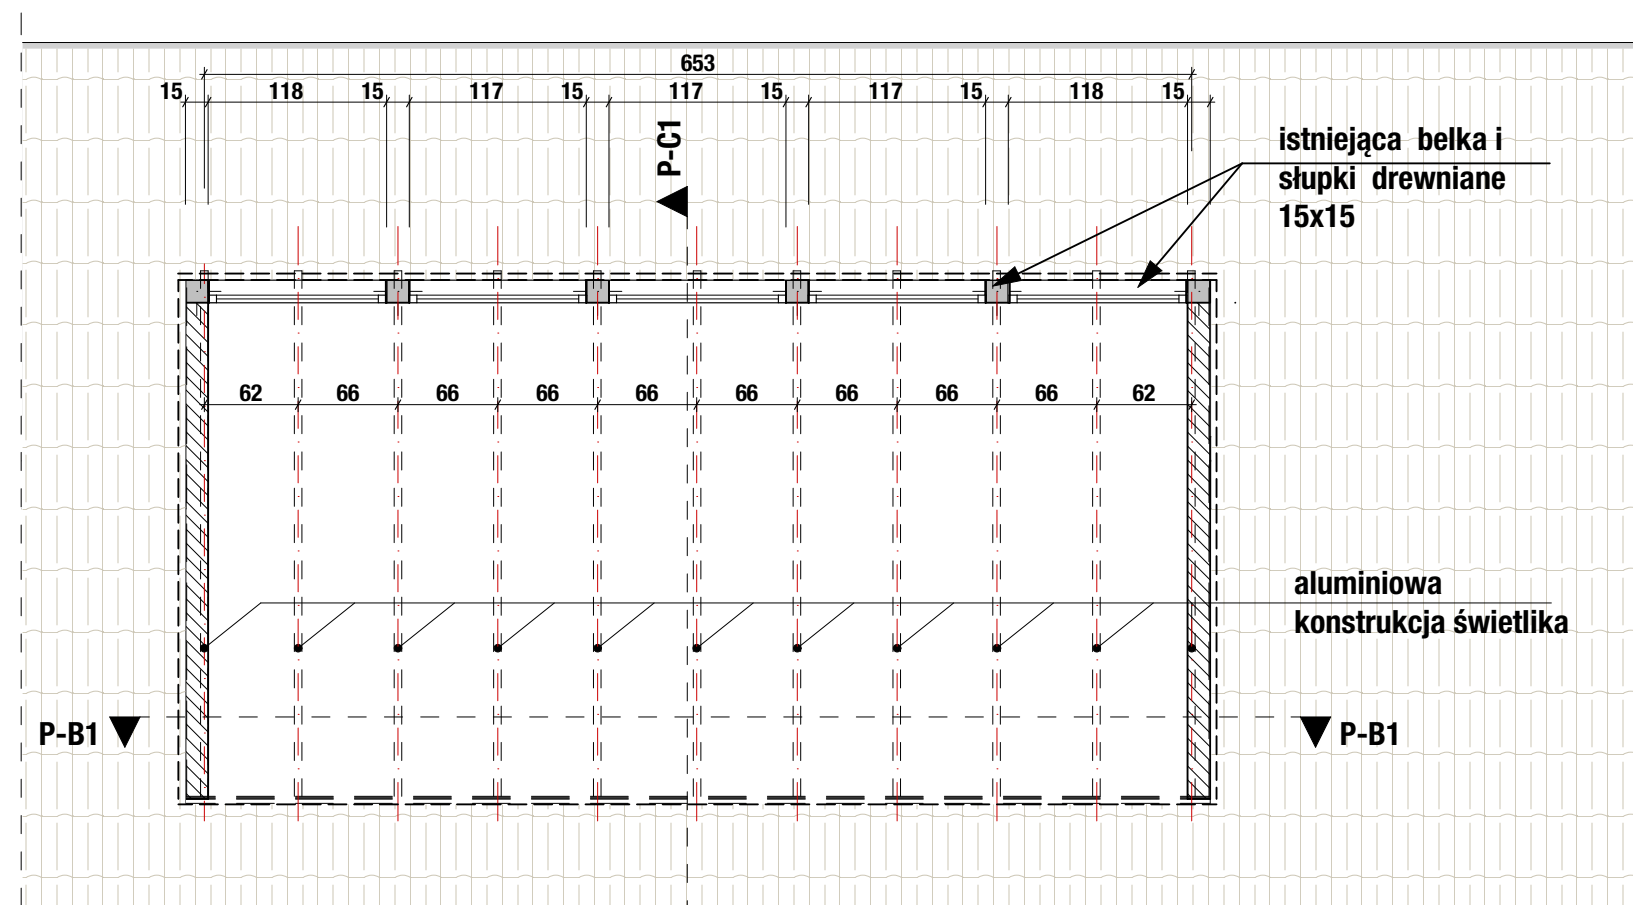 653
15 118 15 117 15 117 15 117 15 118 15
P-C1
istniejąca belka i
słupki drewniane
15x15
62 66 66 66 66 66 66 66 66 62
aluminiowa
konstrukcja świetlika
P-B1 P-B1